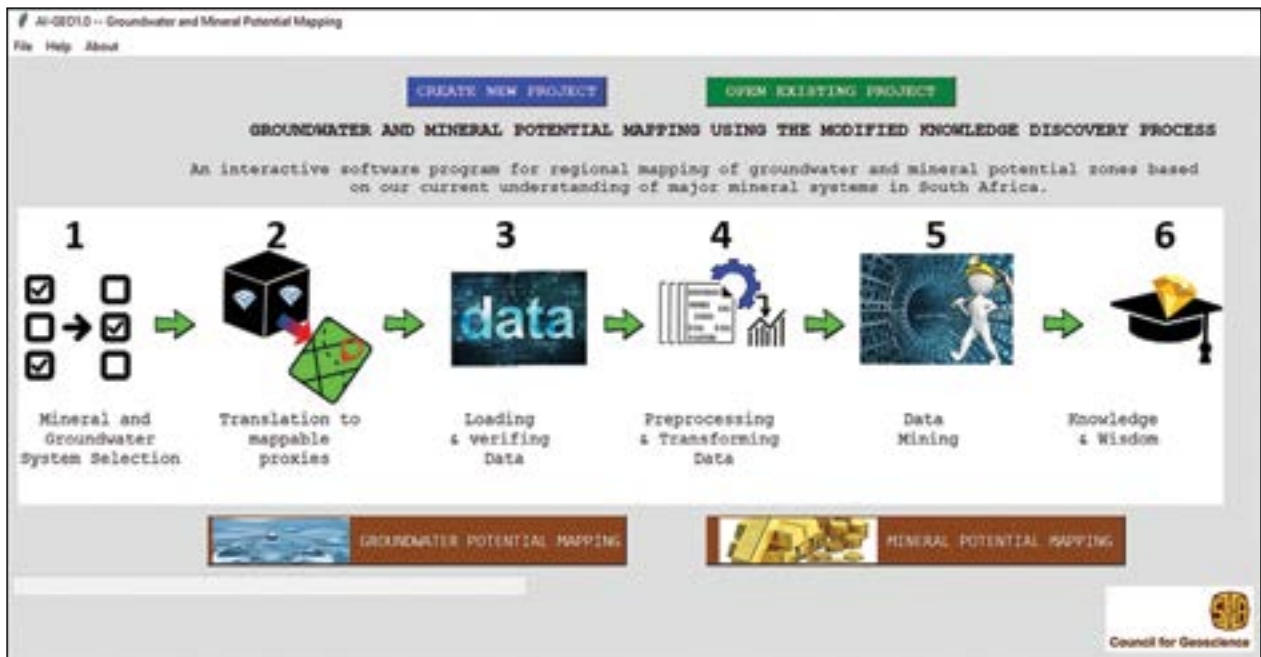 AI-GEO1.0 -- Groundwater and Mineral Potential Mapping
File Help About
CREATE NEW PROJECT
OPEN EXISTING PROJECT
GROUNDWATER AND MINERAL POTENTIAL MAPPING USING THE MODIFIED KNOWLEDGE DISCOVERY PROCESS
An interactive software program for regional mapping of groundwater and mineral potential zones based
on our current understanding of major mineral systems in South Africa.
1 2 3 4 5 6
data
Mineral and
Groundwater
System Selection
Translation to
mappable
proxies
Loading
& verifing
Data
Preprocessing
& Transforming
Data
Data
Mining
Knowledge
& Wisdom
GROUNDWATER POTENTIAL MAPPING
MINERAL POTENTIAL MAPPING
Council for Geoscience